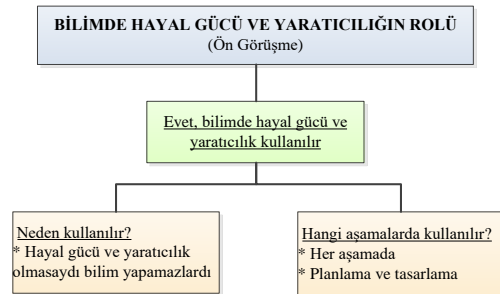 BİLİMDE HAYAL GÜCÜ VE YARATICILIĞIN ROLÜ
(Ön Görüşme)
Evet, bilimde hayal gücü ve
yaratıcılık kullanılır
Neden kullanılır?
* Hayal gücü ve yaratıcılık
olmasaydı bilim yapamazlardı
Hangi aşamalarda kullanılır?
* Her aşamada
* Planlama ve tasarlama